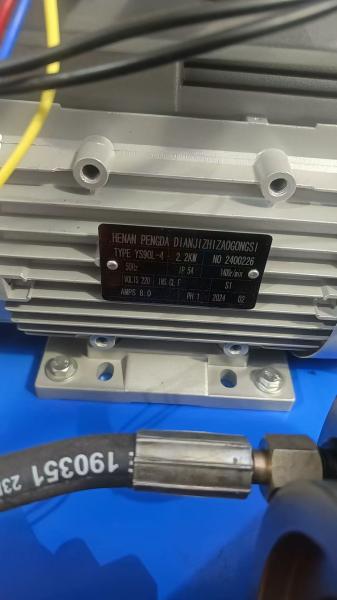 HENAN PENGDA DIANJIZHIZAOGONGSI
TYPE YS90L-4 2.2KW NO 2400226
50Hz IP 54 1400r/min
VOLTS 220 INS.CL F S1
AMPS 8.0 PH 1 2024 02
190351